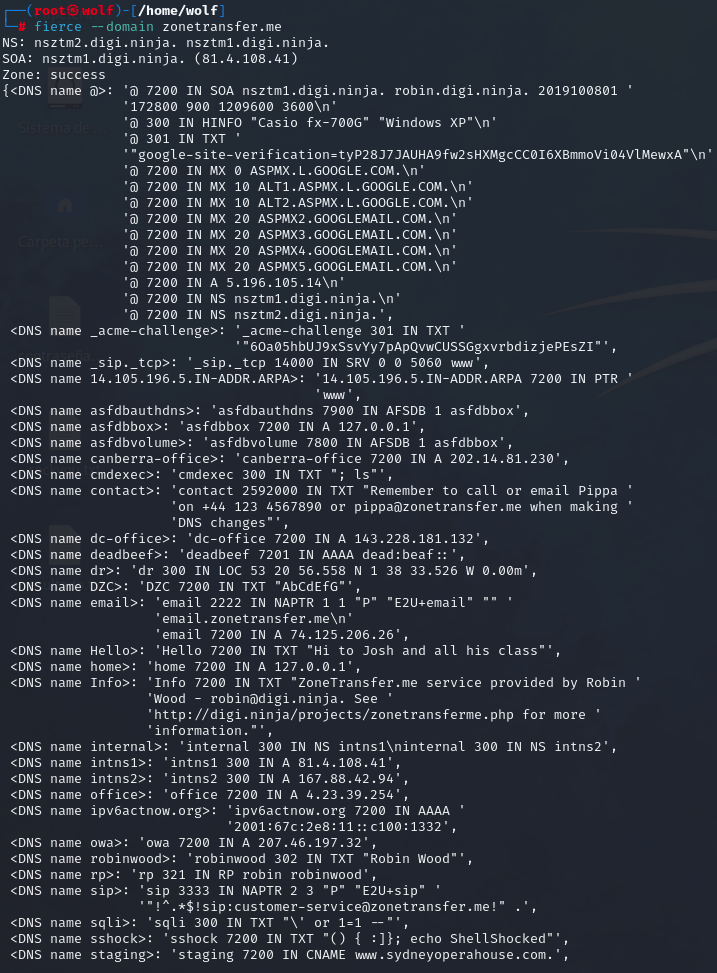 ┌──(root㉿wolf)-[/home/wolf]
└─# fierce --domain zonetransfer.me
NS: nsztm2.digi.ninja. nsztm1.digi.ninja.
SOA: nsztm1.digi.ninja. (81.4.108.41)
Zone: success
{<DNS name @>: '@ 7200 IN SOA nsztm1.digi.ninja. robin.digi.ninja. 2019100801 '
'172800 900 1209600 3600\n'
'@ 300 IN HINFO "Casio fx-700G" "Windows XP"\n'
'@ 301 IN TXT '
'"google-site-verification=tyP28J7JAUHA9fw2sHXMgcCC0I6XBmmoVi04VlMewxA"\n'
'@ 7200 IN MX 0 ASPMX.L.GOOGLE.COM.\n'
'@ 7200 IN MX 10 ALT1.ASPMX.L.GOOGLE.COM.\n'
'@ 7200 IN MX 10 ALT2.ASPMX.L.GOOGLE.COM.\n'
'@ 7200 IN MX 20 ASPMX2.GOOGLEMAIL.COM.\n'
'@ 7200 IN MX 20 ASPMX3.GOOGLEMAIL.COM.\n'
'@ 7200 IN MX 20 ASPMX4.GOOGLEMAIL.COM.\n'
'@ 7200 IN MX 20 ASPMX5.GOOGLEMAIL.COM.\n'
'@ 7200 IN A 5.196.105.14\n'
'@ 7200 IN NS nsztm1.digi.ninja.\n'
'@ 7200 IN NS nsztm2.digi.ninja.',
<DNS name _acme-challenge>: '_acme-challenge 301 IN TXT '
'"6Oa05hbUJ9xSsvYy7pApQvwCUSSGgxvrbdizjePEsZI"',
<DNS name _sip._tcp>: '_sip._tcp 14000 IN SRV 0 0 5060 www',
<DNS name 14.105.196.5.IN-ADDR.ARPA>: '14.105.196.5.IN-ADDR.ARPA 7200 IN PTR '
'www',
<DNS name asfdbauthdns>: 'asfdbauthdns 7900 IN AFSDB 1 asfdbbox',
<DNS name asfdbbox>: 'asfdbbox 7200 IN A 127.0.0.1',
<DNS name asfdbvolume>: 'asfdbvolume 7800 IN AFSDB 1 asfdbbox',
<DNS name canberra-office>: 'canberra-office 7200 IN A 202.14.81.230',
<DNS name cmdexec>: 'cmdexec 300 IN TXT "; ls"',
<DNS name contact>: 'contact 2592000 IN TXT "Remember to call or email Pippa '
'on +44 123 4567890 or pippa@zonetransfer.me when making '
'DNS changes"',
<DNS name dc-office>: 'dc-office 7200 IN A 143.228.181.132',
<DNS name deadbeef>: 'deadbeef 7201 IN AAAA dead:beaf::',
<DNS name dr>: 'dr 300 IN LOC 53 20 56.558 N 1 38 33.526 W 0.00m',
<DNS name DZC>: 'DZC 7200 IN TXT "AbCdEfG"',
<DNS name email>: 'email 2222 IN NAPTR 1 1 "P" "E2U+email" "" '
'email.zonetransfer.me\n'
'email 7200 IN A 74.125.206.26',
<DNS name Hello>: 'Hello 7200 IN TXT "Hi to Josh and all his class"',
<DNS name home>: 'home 7200 IN A 127.0.0.1',
<DNS name Info>: 'Info 7200 IN TXT "ZoneTransfer.me service provided by Robin '
'Wood - robin@digi.ninja. See '
'http://digi.ninja/projects/zonetransferme.php for more '
'information."',
<DNS name internal>: 'internal 300 IN NS intns1\ninternal 300 IN NS intns2',
<DNS name intns1>: 'intns1 300 IN A 81.4.108.41',
<DNS name intns2>: 'intns2 300 IN A 167.88.42.94',
<DNS name office>: 'office 7200 IN A 4.23.39.254',
<DNS name ipv6actnow.org>: 'ipv6actnow.org 7200 IN AAAA '
'2001:67c:2e8:11::c100:1332',
<DNS name owa>: 'owa 7200 IN A 207.46.197.32',
<DNS name robinwood>: 'robinwood 302 IN TXT "Robin Wood"',
<DNS name rp>: 'rp 321 IN RP robin robinwood',
<DNS name sip>: 'sip 3333 IN NAPTR 2 3 "P" "E2U+sip" '
'"!^.*$!sip:customer-service@zonetransfer.me!" .',
<DNS name sqli>: 'sqli 300 IN TXT "\' or 1=1 --"',
<DNS name sshock>: 'sshock 7200 IN TXT "() { :]}; echo ShellShocked"',
<DNS name staging>: 'staging 7200 IN CNAME www.sydneyoperahouse.com.',